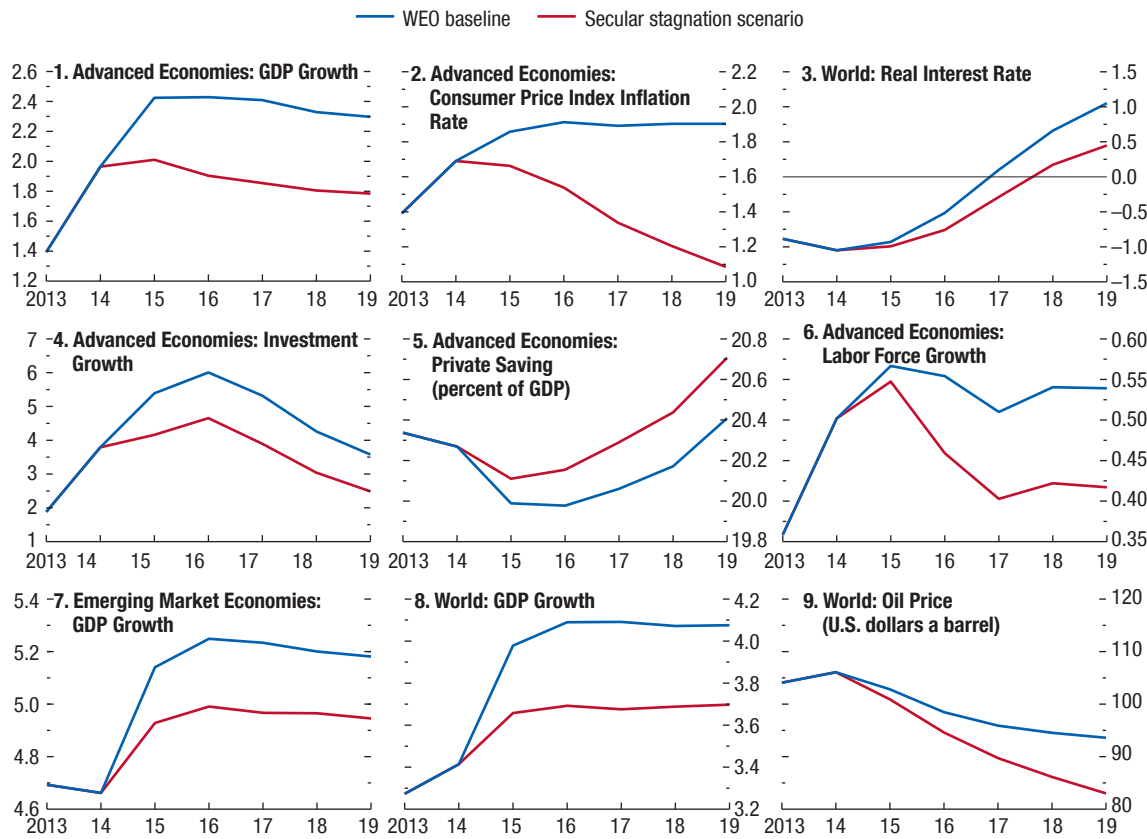 WEO baseline
Secular stagnation scenario
1. Advanced Economies: GDP Growth
2.6
2.4
2.2
2.0
1.8
1.6
1.4
1.2
2013 14 15 16 17 18 19
2. Advanced Economies:
Consumer Price Index Inflation
Rate
2.2
2.0
1.8
1.6
1.4
1.2
1.0
2013 14 15 16 17 18 19
3. World: Real Interest Rate
1.5
1.0
0.5
0.0
–0.5
–1.0
–1.5
2013 14 15 16 17 18 19
4. Advanced Economies: Investment
Growth
7
6
5
4
3
2
1
2013 14 15 16 17 18 19
5. Advanced Economies:
Private Saving
(percent of GDP)
20.8
20.6
20.4
20.2
20.0
19.8
2013 14 15 16 17 18 19
6. Advanced Economies:
Labor Force Growth
0.60
0.55
0.50
0.45
0.40
0.35
2013 14 15 16 17 18 19
7. Emerging Market Economies:
GDP Growth
5.4
5.2
5.0
4.8
4.6
2013 14 15 16 17 18 19
8. World: GDP Growth
4.2
4.0
3.8
3.6
3.4
3.2
2013 14 15 16 17 18 19
9. World: Oil Price
(U.S. dollars a barrel)
120
110
100
90
80
2013 14 15 16 17 18 19